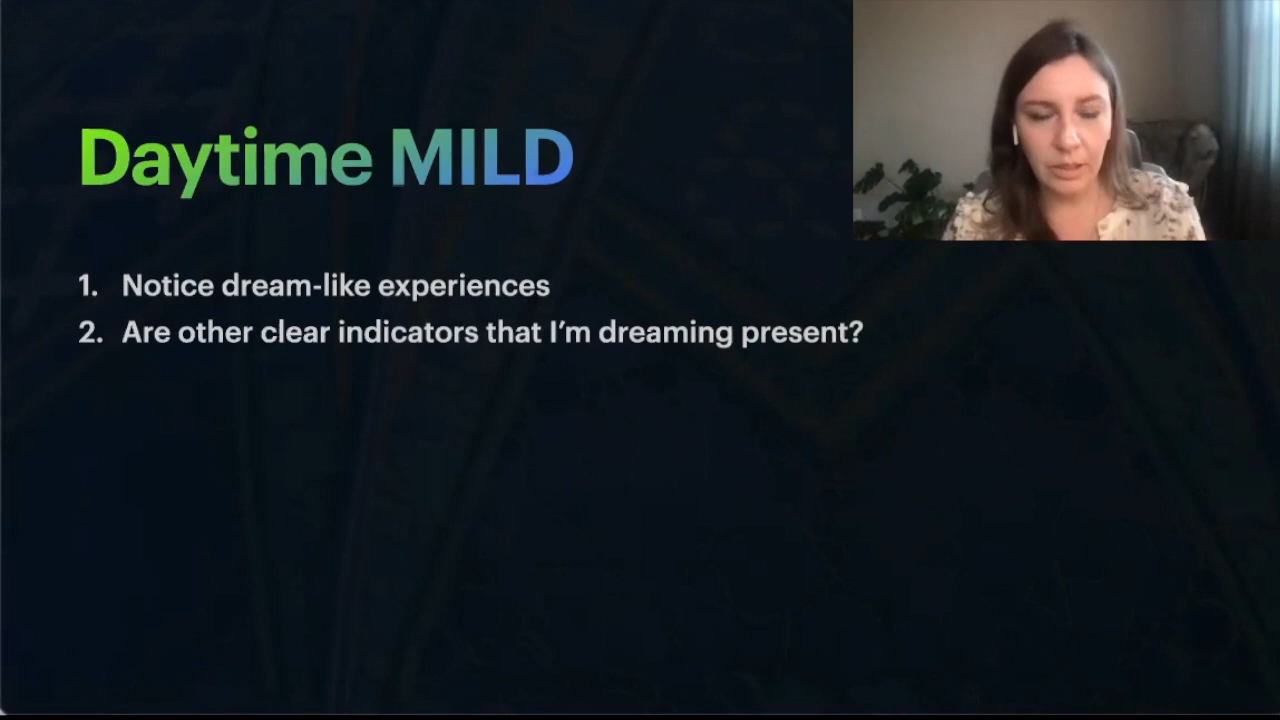 Daytime MILD
1. Notice dream-like experiences
2. Are other clear indicators that I’m dreaming present?